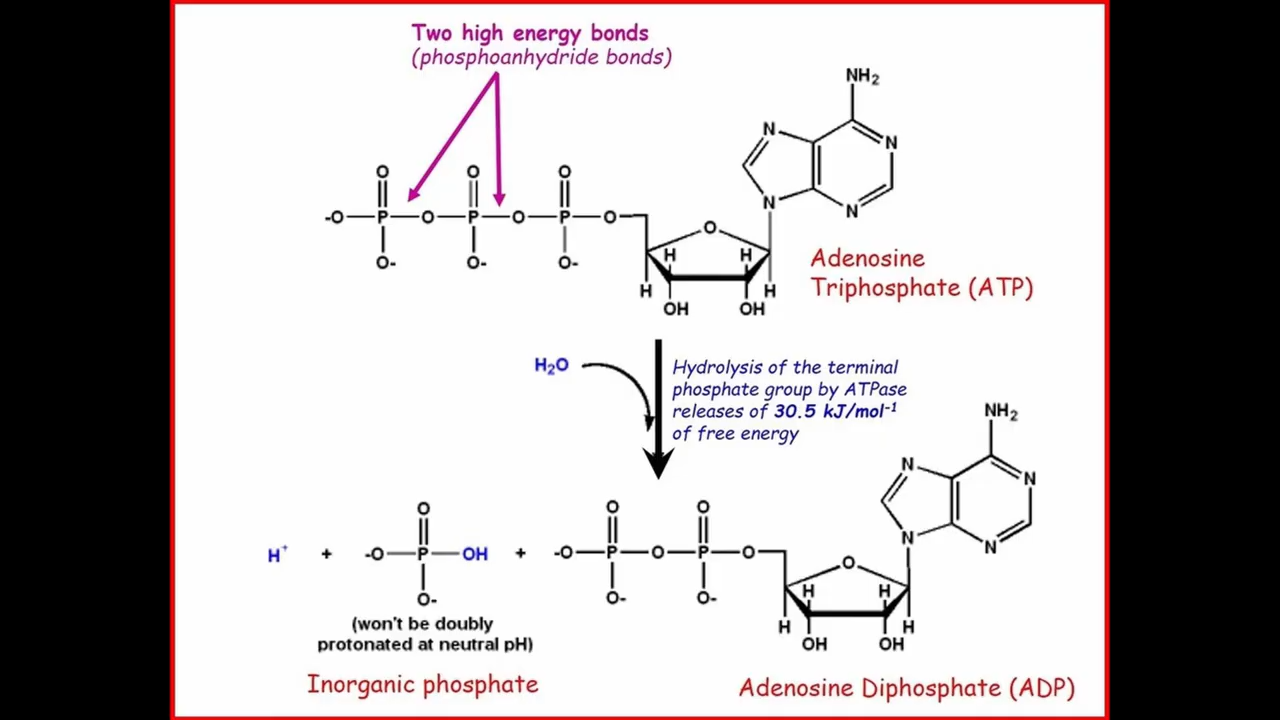 Two high energy bonds
(phosphoanhydride bonds)
NH₂
N N
O O O
-O P O P O P O O N N
O- O- O-
H H
H H
OH OH
Adenosine
Triphosphate (ATP)
H₂O
Hydrolysis of the terminal
phosphate group by ATPase
releases of 30.5 kJ/mol⁻¹
of free energy
NH₂
N N
O O O
H⁺ + -O P OH + -O P O P O O N N
O- O- O-
H H
H H
OH OH
(won't be doubly
protonated at neutral pH)
Inorganic phosphate
Adenosine Diphosphate (ADP)